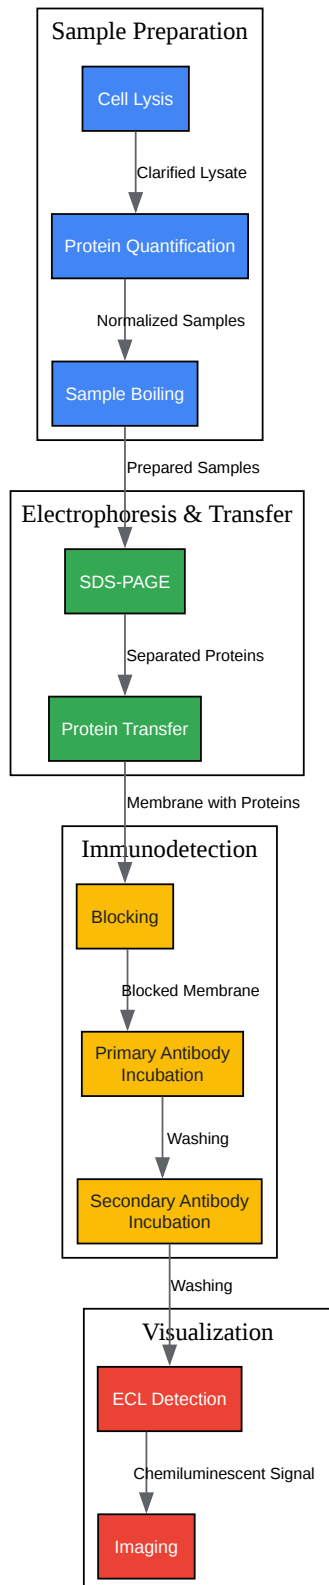 Sample Preparation
Cell Lysis
Clarified Lysate
Protein Quantification
Normalized Samples
Sample Boiling
Prepared Samples
Electrophoresis & Transfer
SDS-PAGE
Separated Proteins
Protein Transfer
Membrane with Proteins
Immunodetection
Blocking
Blocked Membrane
Primary Antibody
Incubation
Washing
Secondary Antibody
Incubation
Washing
Visualization
ECL Detection
Chemiluminescent Signal
Imaging